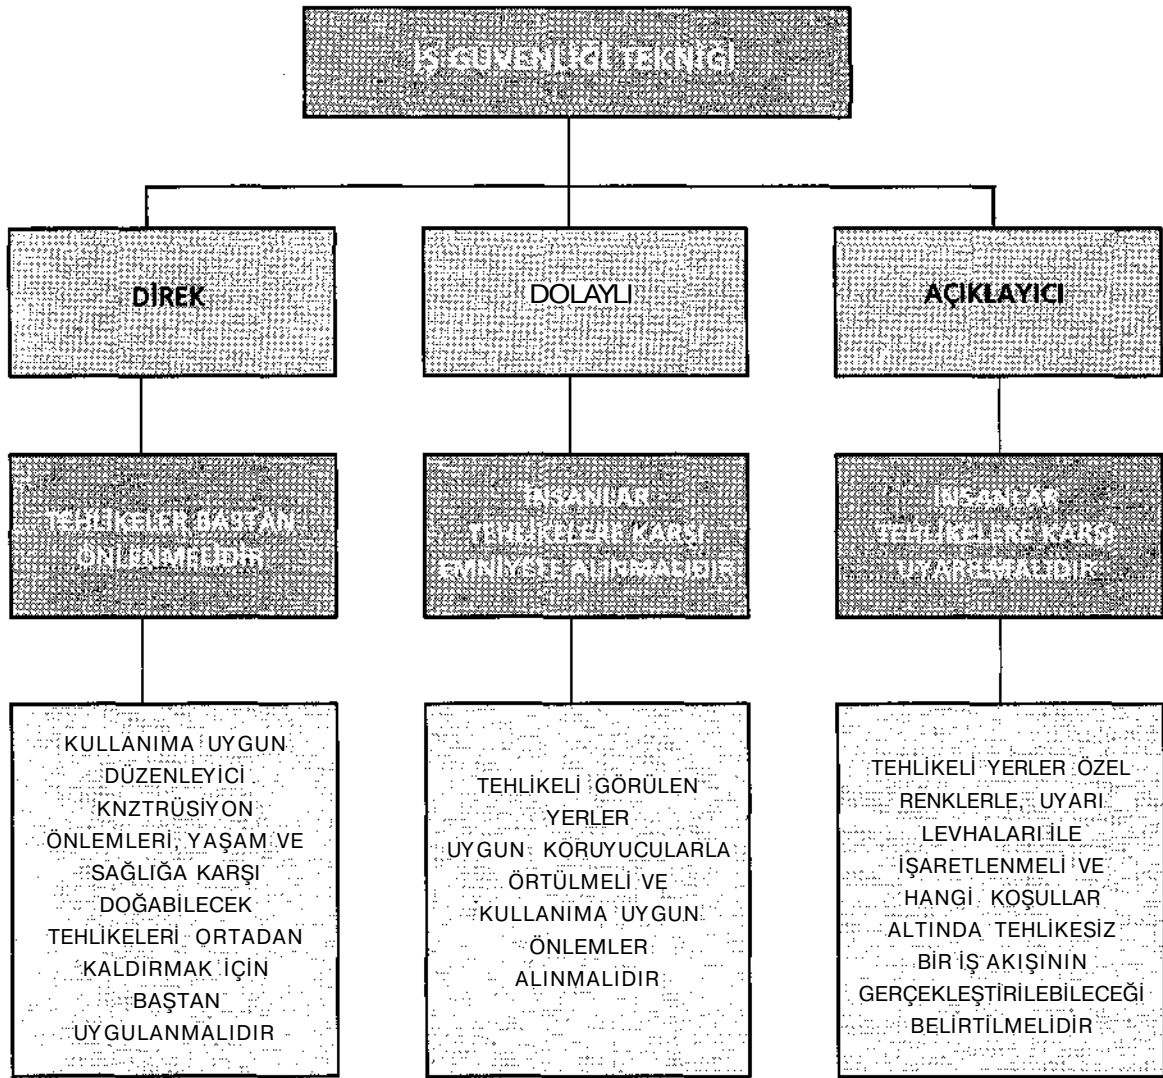 İŞ GÜVENLİĞİ TEKNİĞİ
DİREK
DOLAYLI
AÇIKLAYICI
TEHLİKELER BAŞTAN
ÖNLENMELİDİR
İNSANLAR
TEHLİKELERE KARŞI
EMNİYETE ALINMALIDIR
İNSANLAR
TEHLİKELERE KARŞI
UYARILMALIDIR
KULLANIMA UYGUN
DÜZENLEYİCİ
KNZTRÜSİYON
ÖNLEMLERİ, YAŞAM VE
SAĞLIĞA KARŞI
DOĞABİLECEK
TEHLİKELERİ ORTADAN
KALDIRMAK İÇİN
BAŞTAN
UYGULANMALIDIR
TEHLİKELİ GÖRÜLEN
YERLER
UYGUN KORUYUCULARLA
ÖRTÜLMELİ VE
KULLANIMA UYGUN
ÖNLEMLER
ALINMALIDIR
TEHLİKELİ YERLER ÖZEL
RENKLERLE, UYARI
LEVHALARI İLE
İŞARETLENMELİ VE
HANGİ KOŞULLAR
ALTINDA TEHLİKESİZ
BİR İŞ AKIŞININ
GERÇEKLEŞTİRİLEBİLECEĞİ
BELİRTİLMELİDİR